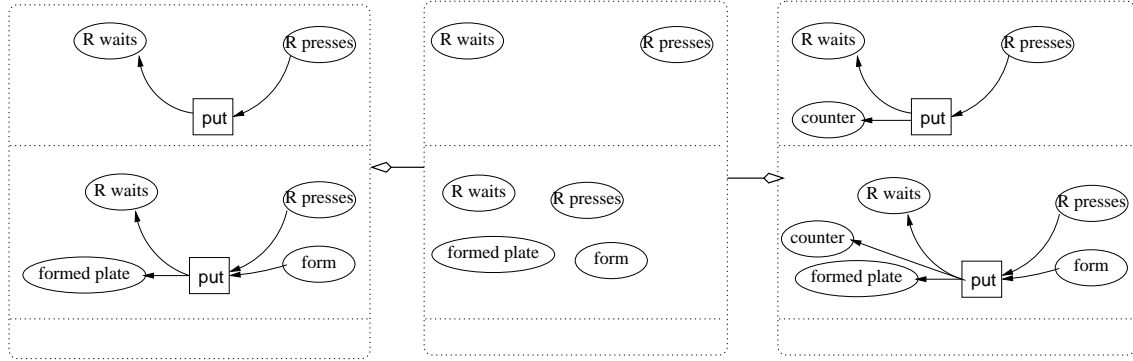 R waits
R presses
put
R waits
R presses
formed plate
form
put
R waits
R presses
R waits
R presses
formed plate
form
R waits
R presses
counter
put
R waits
R presses
counter
formed plate
form
put